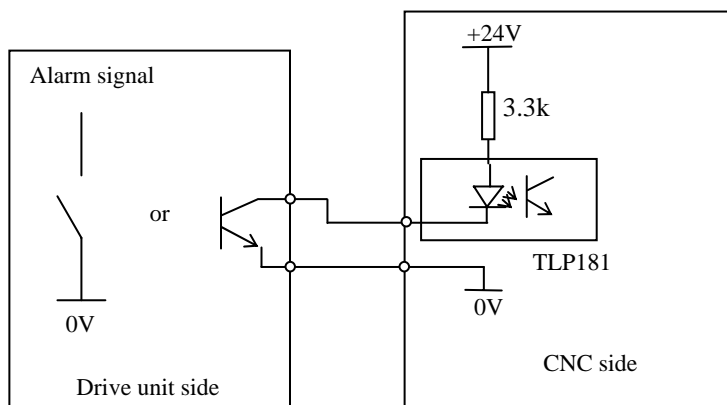 Alarm signal
or
0V
Drive unit side
+24V
3.3k
TLP181
0V
CNC side